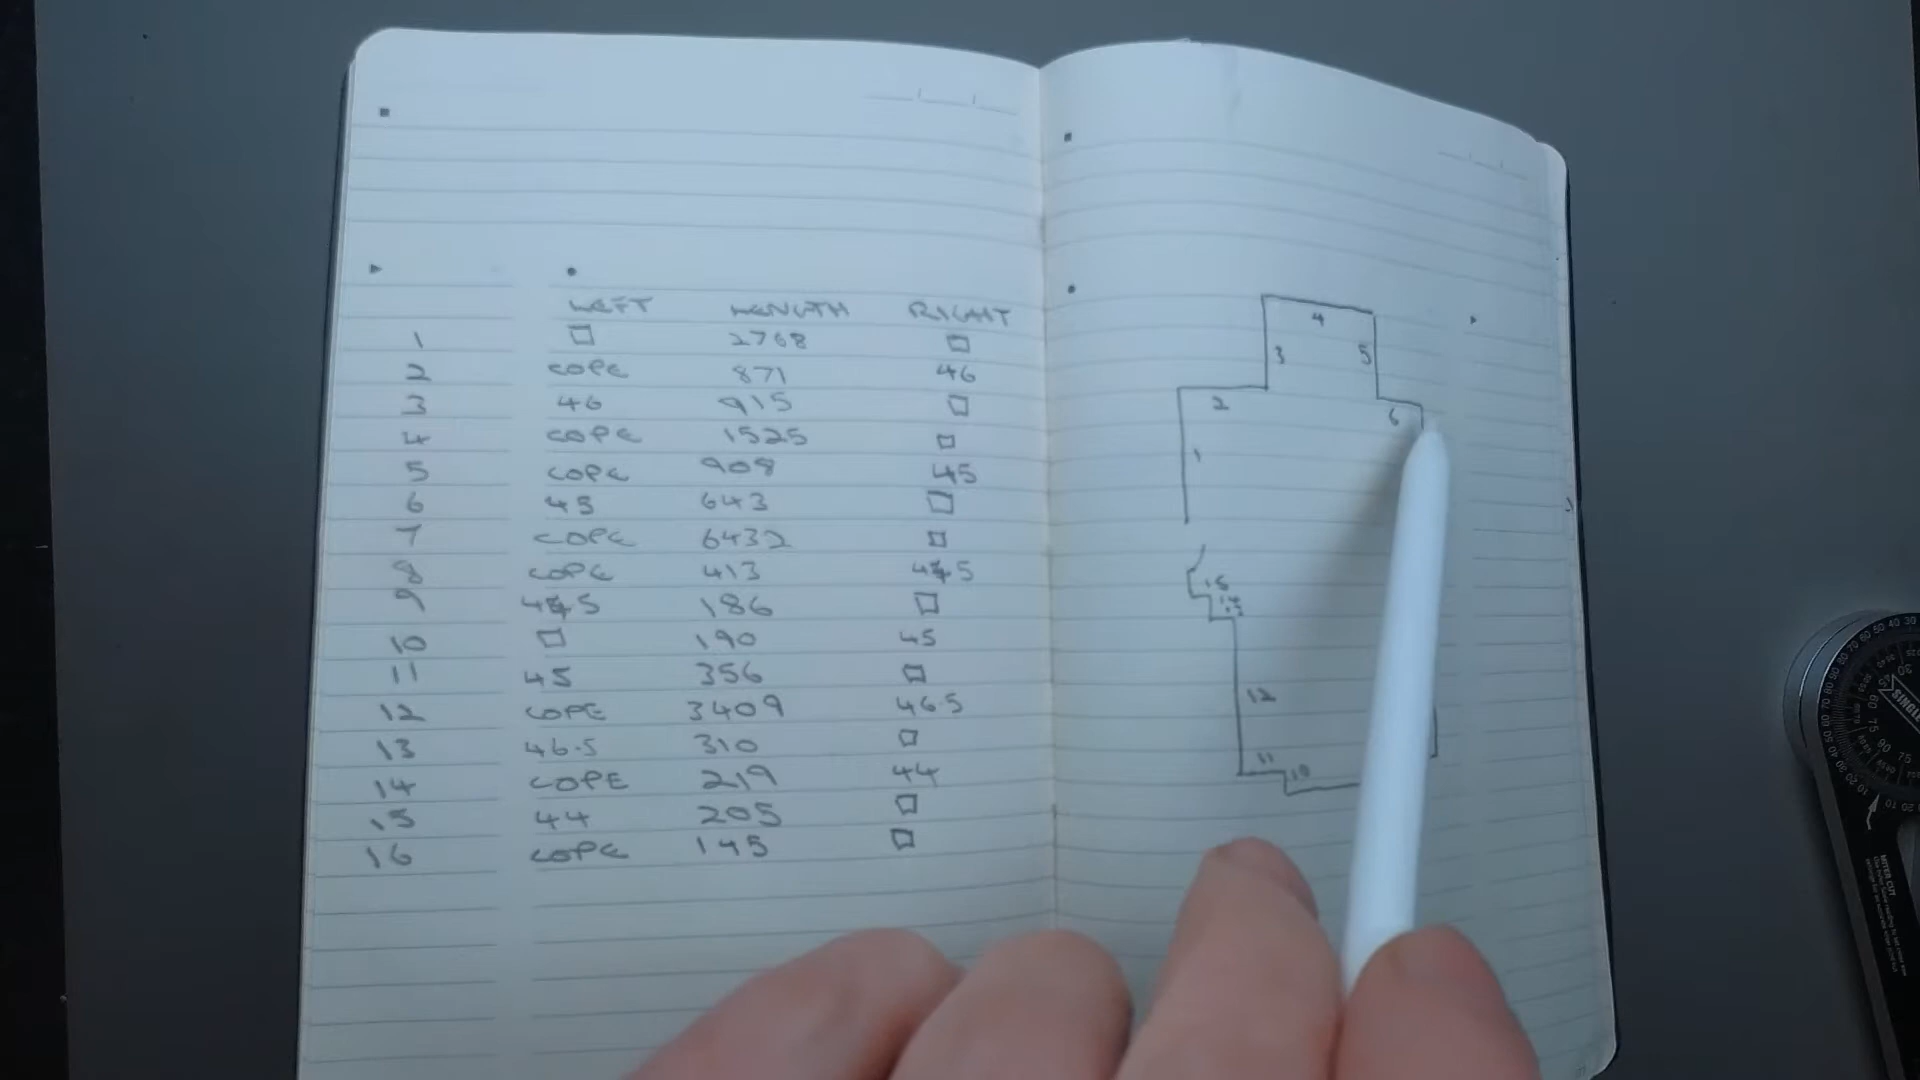 LEFT LENGTH RIGHT
1 □ 2768 □
2 COPE 871 46
3 46 915 □
4 COPE 1525 □
5 COPE 908 45
6 45 643 □
7 COPE 6432 □
8 COPE 413 5
9 5 186 □
10 □ 190 45
11 45 356 □
12 COPE 3409 46.5
13 46.5 310 □
14 COPE 219 44
15 44 205 □
16 COPE 145 □
4
3 5
2 6
1
12
11 10
MITER CUT